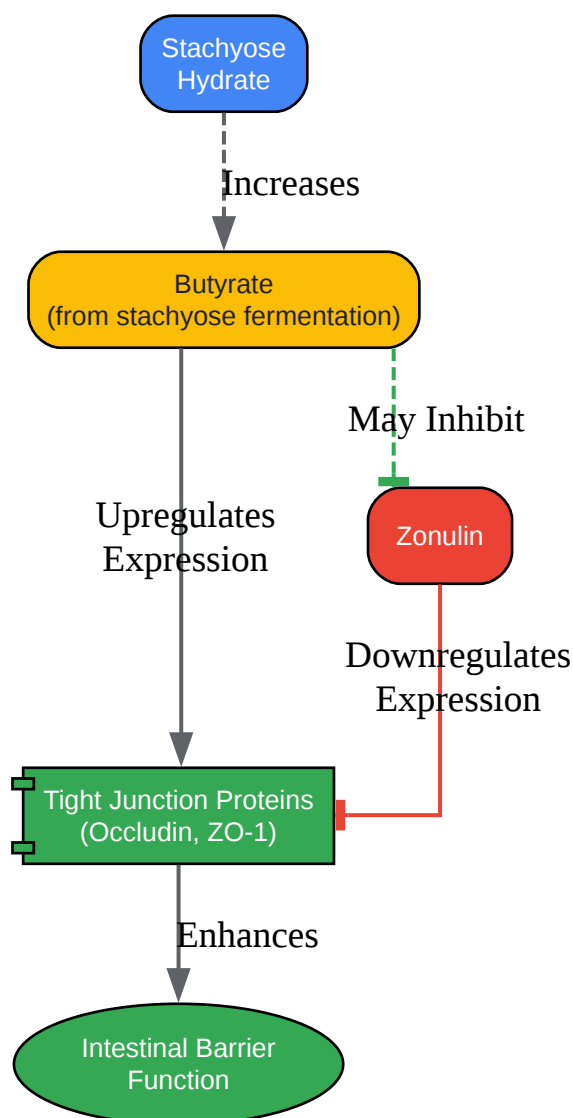 Stachyose
Hydrate
Increases
Butyrate
(from stachyose fermentation)
May Inhibit
Upregulates
Expression
Zonulin
Downregulates
Expression
Tight Junction Proteins
(Occludin, ZO-1)
Enhances
Intestinal Barrier
Function